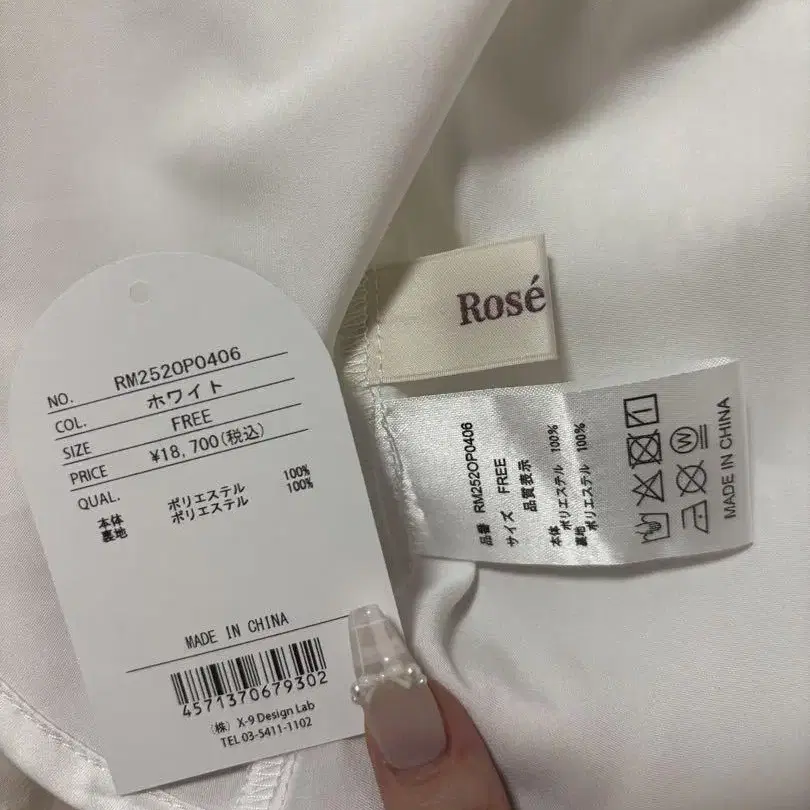 NO. RM252OP0406
COL. ホワイト
SIZE FREE
PRICE ¥18,700(税込)
QUAL.
本体 ポリエステル 100%
裏地 ポリエステル 100%
MADE IN CHINA
4571370679302
(株) X-9 Design Lab
TEL 03-5411-1102
Rosé
品番 RM252OP0406
サイズ FREE
品質表示
本体 ポリエステル 100%
裏地 ポリエステル 100%
W
MADE IN CHINA